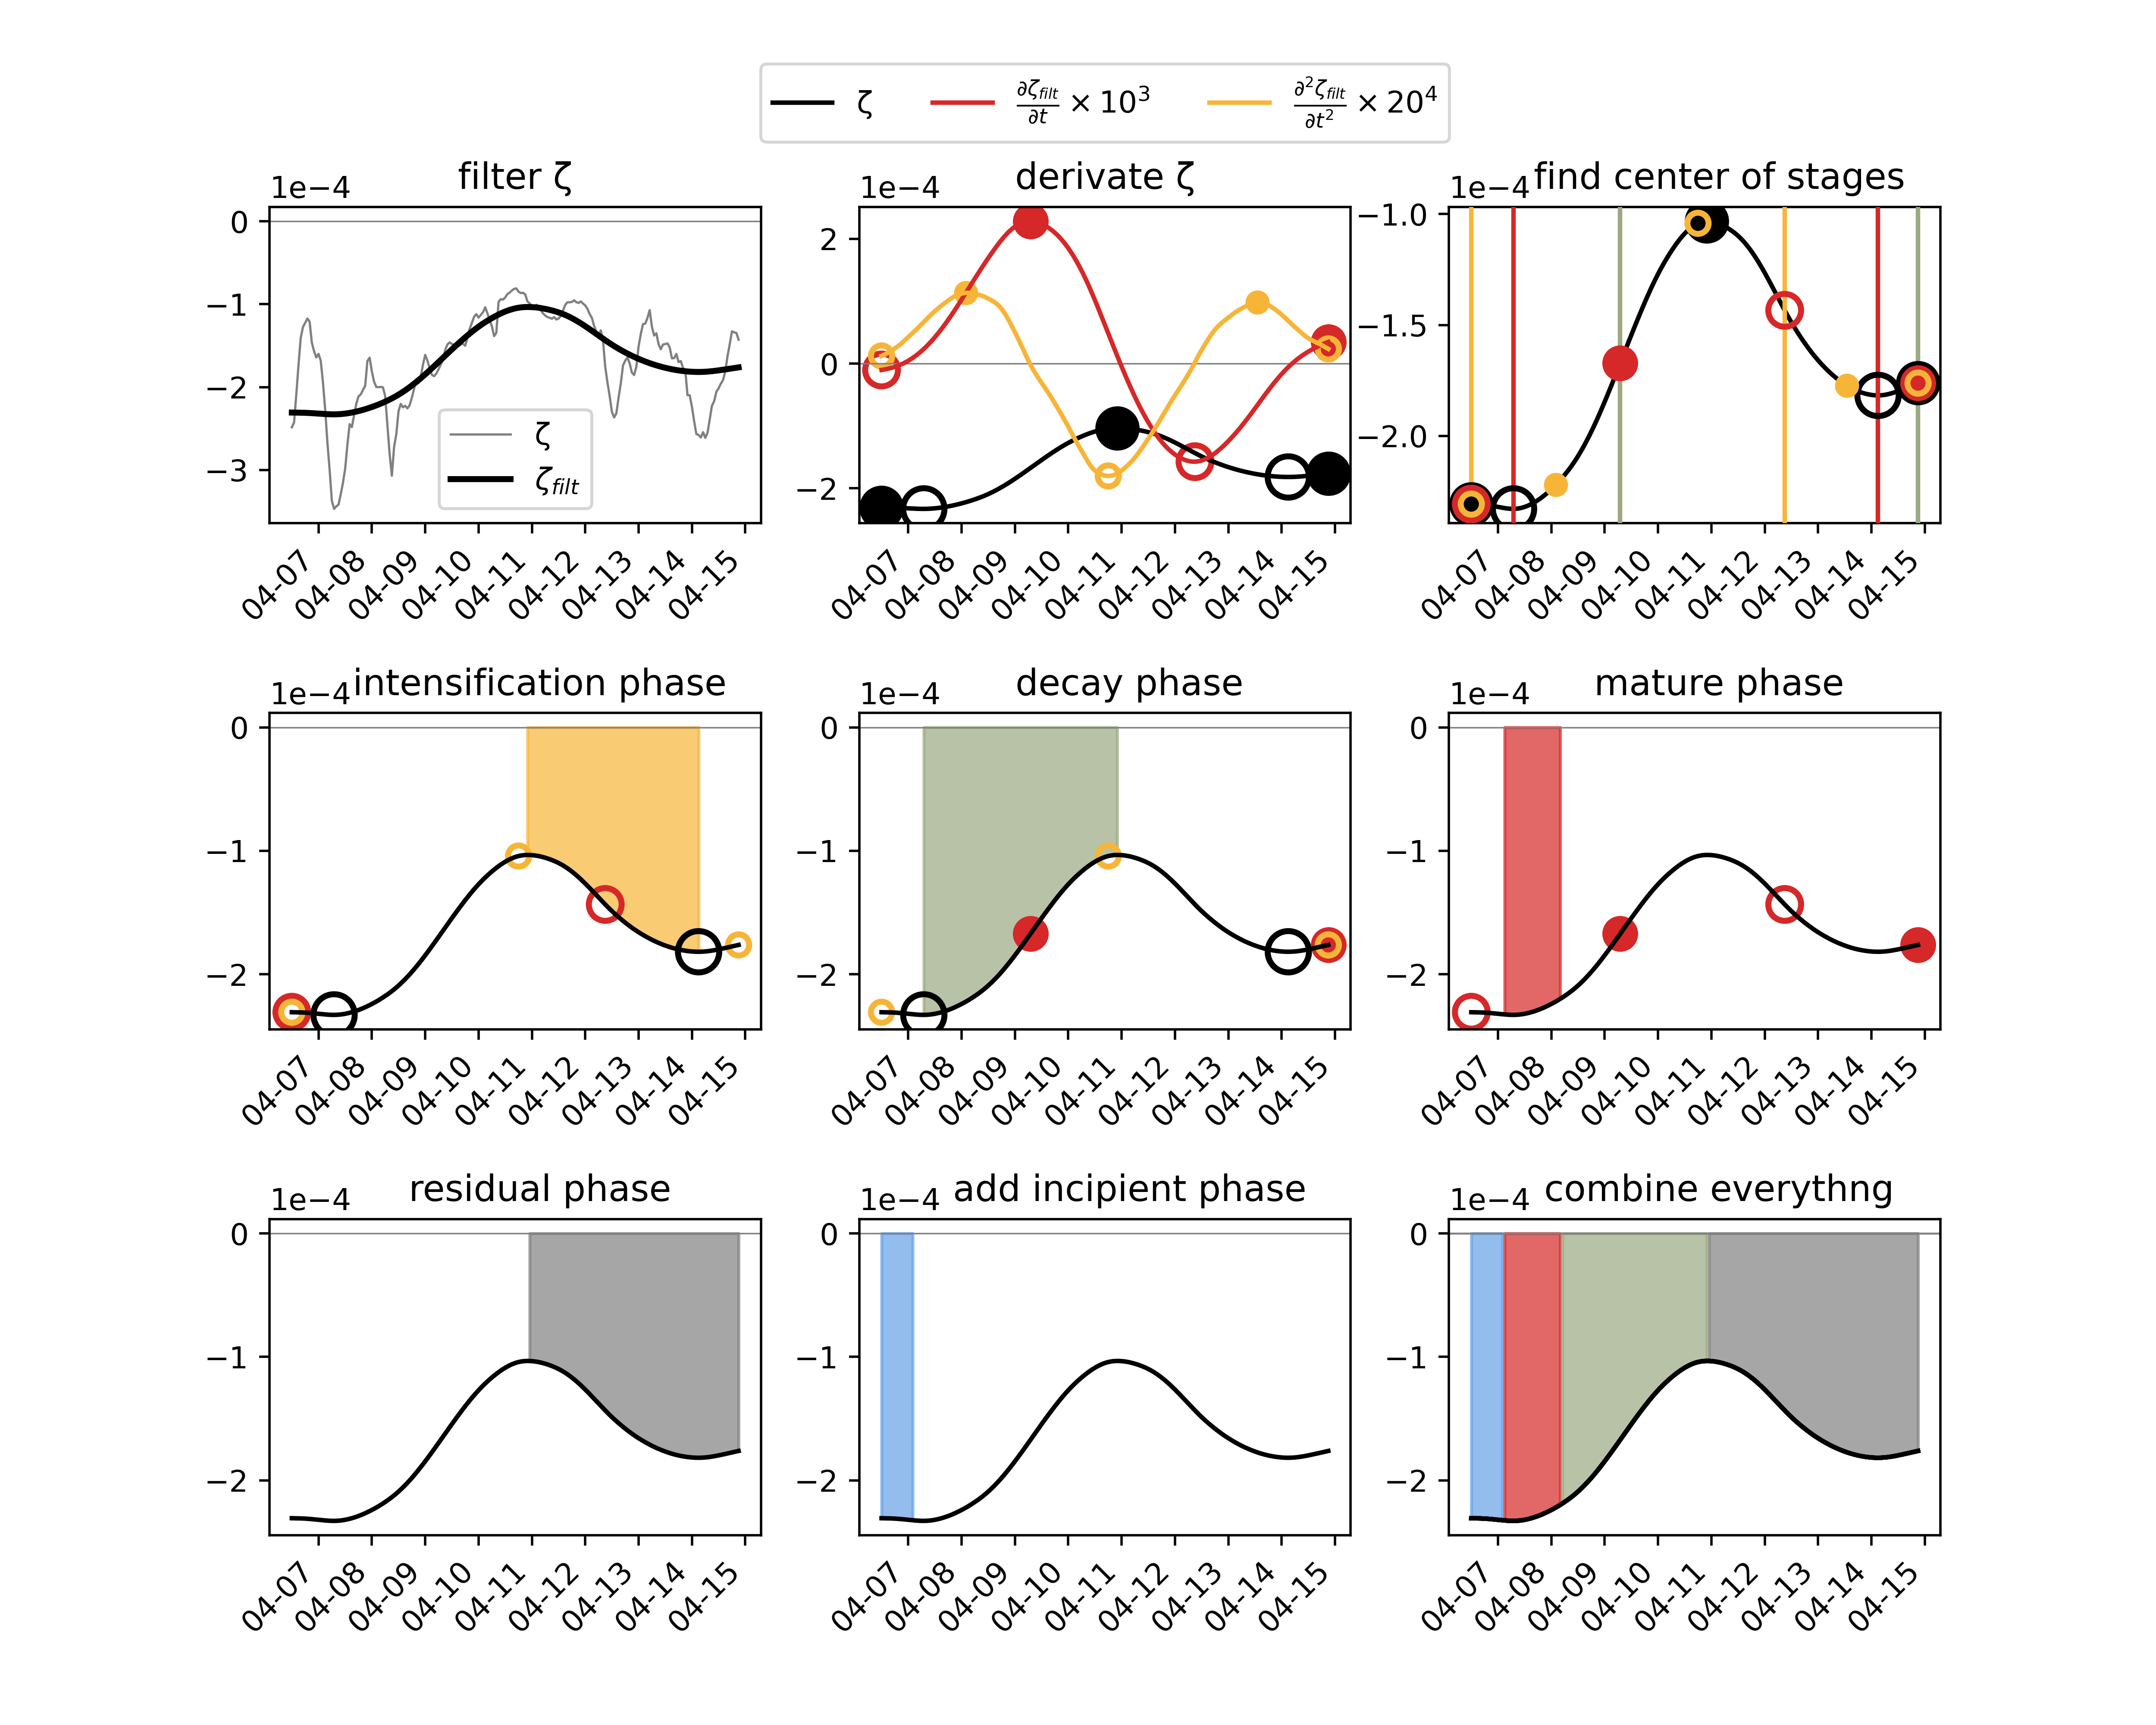 ζ ∂ζfilt/∂t × 10³ ∂²ζfilt/∂t² × 20⁴
filter ζ
1e−4
0
−1
−2
−3
ζ
ζfilt
04-07 04-08 04-09 04-10 04-11 04-12 04-13 04-14 04-15
derivate ζ
1e−4
2
0
−2
04-07 04-08 04-09 04-10 04-11 04-12 04-13 04-14 04-15
find center of stages
1e−4
−1.0
−1.5
−2.0
04-07 04-08 04-09 04-10 04-11 04-12 04-13 04-14 04-15
intensification phase
1e−4
0
−1
−2
04-07 04-08 04-09 04-10 04-11 04-12 04-13 04-14 04-15
decay phase
1e−4
0
−1
−2
04-07 04-08 04-09 04-10 04-11 04-12 04-13 04-14 04-15
mature phase
1e−4
0
−1
−2
04-07 04-08 04-09 04-10 04-11 04-12 04-13 04-14 04-15
residual phase
1e−4
0
−1
−2
04-07 04-08 04-09 04-10 04-11 04-12 04-13 04-14 04-15
add incipient phase
1e−4
0
−1
−2
04-07 04-08 04-09 04-10 04-11 04-12 04-13 04-14 04-15
combine everythng
1e−4
0
−1
−2
04-07 04-08 04-09 04-10 04-11 04-12 04-13 04-14 04-15